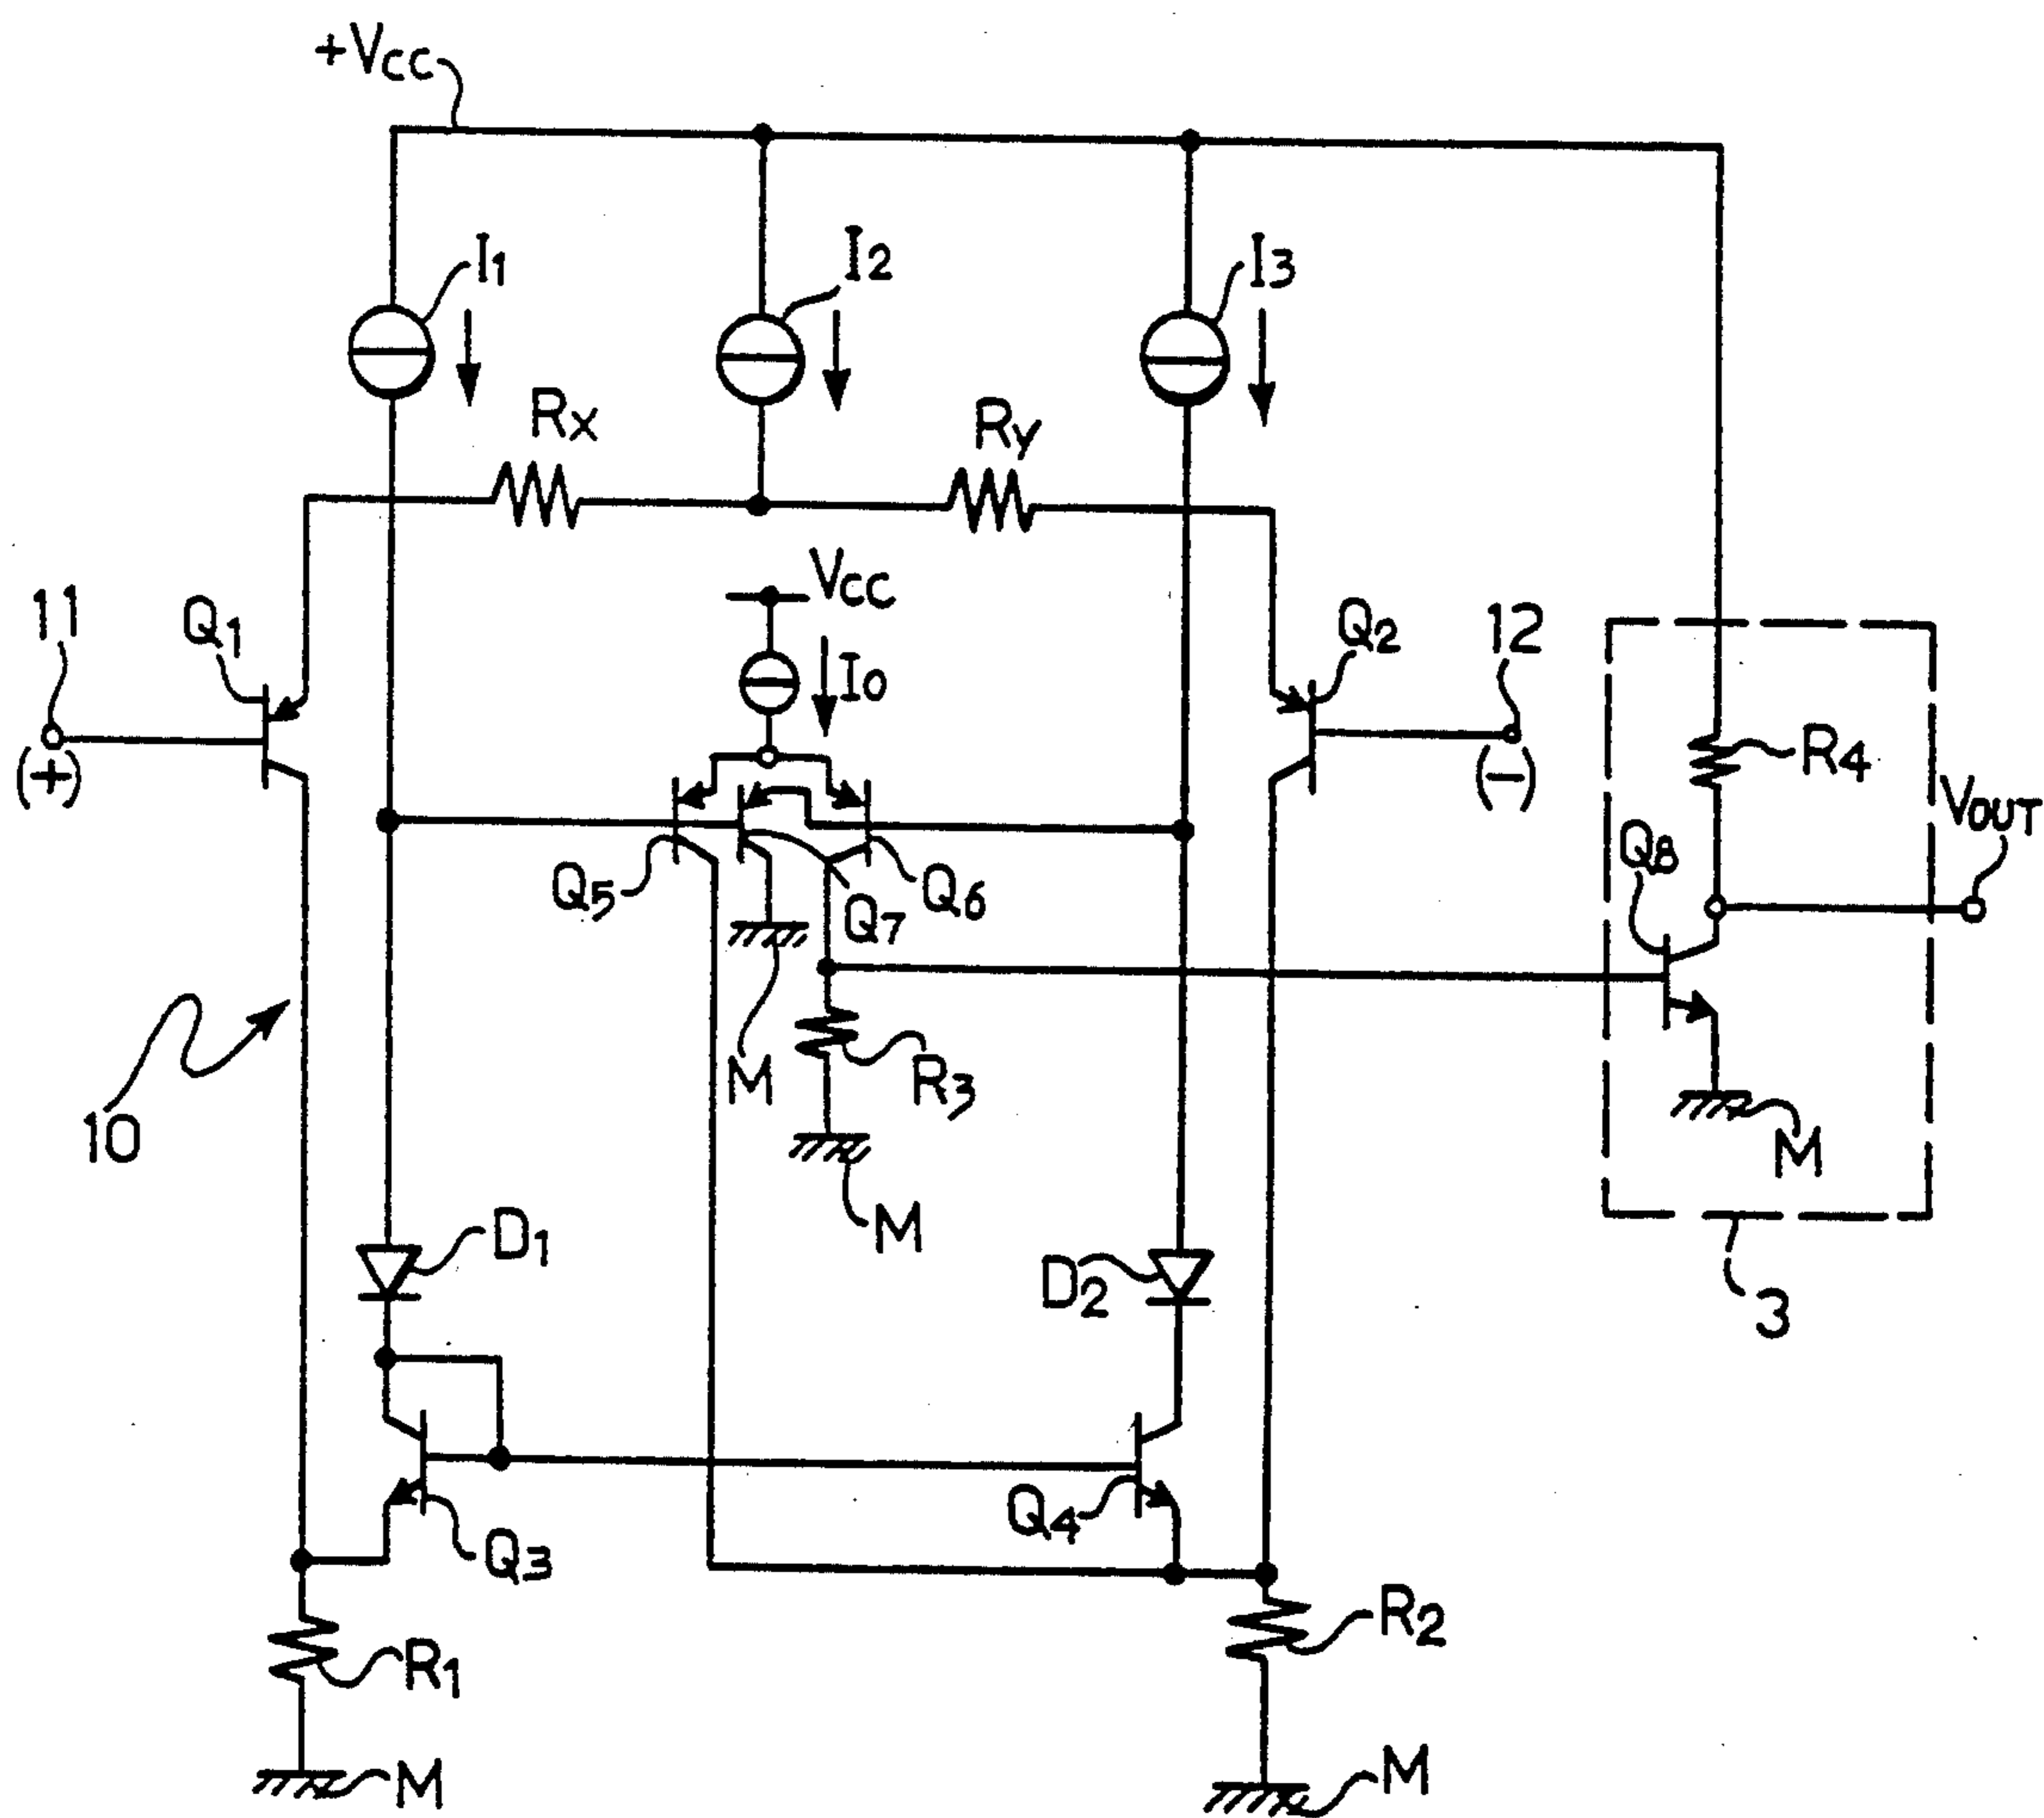 +VCC
I1
I2
I3
RX
Ry
VCC
11
Q1
I0
Q2
12
R4
(+)
(-)
VOUT
Q5
Q7
Q6
Q8
M
R3
10
M
M
D1
D2
3
Q3
Q4
R1
R2
M
M